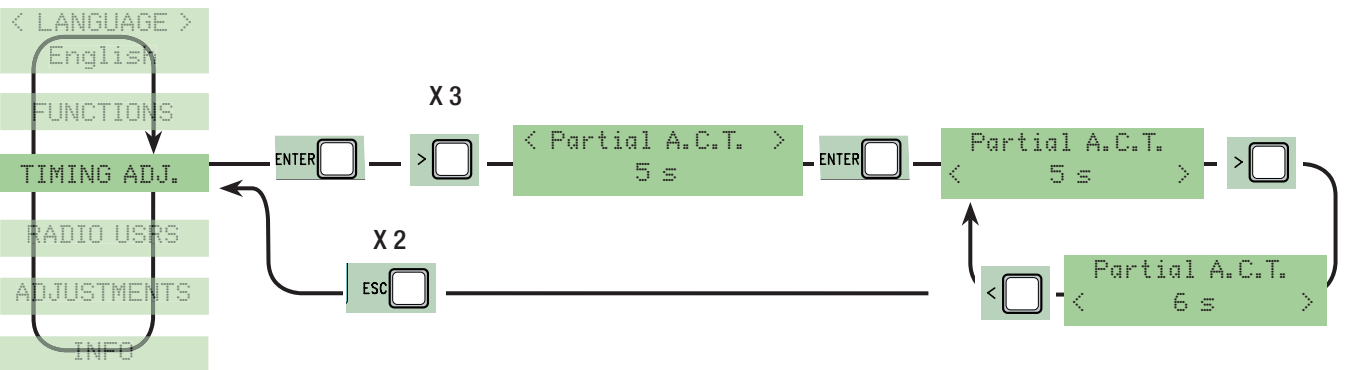 < LANGUAGE >
English
FUNCTIONS
TIMING ADJ.
RADIO USRS
ADJUSTMENTS
INFO
ENTER
X 3
>
< Partial A.C.T. >
5 s
ENTER
Partial A.C.T.
< 5 s >
>
X 2
ESC
<
Partial A.C.T.
< 6 s >